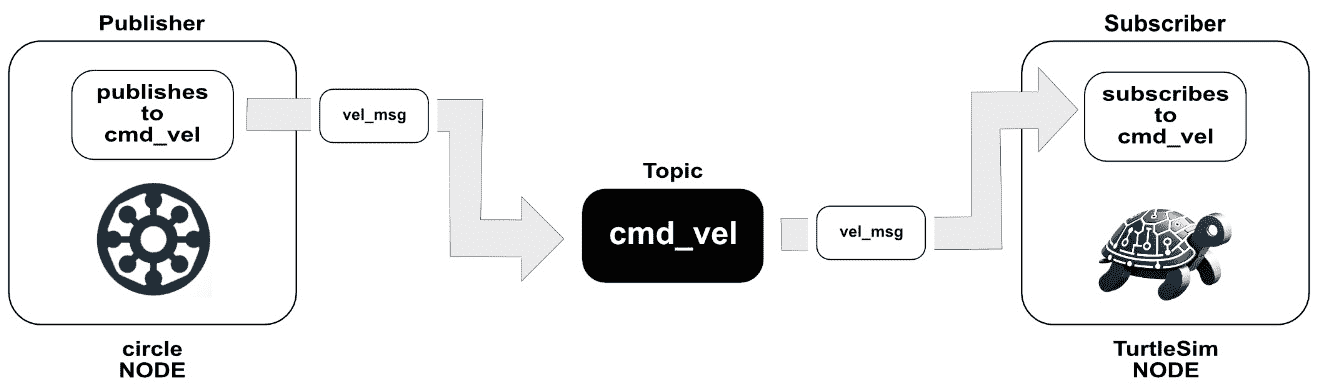 Publisher
publishes
to
cmd_vel
vel_msg
circle
NODE
Topic
cmd_vel
vel_msg
Subscriber
subscribes
to
cmd_vel
TurtleSim
NODE